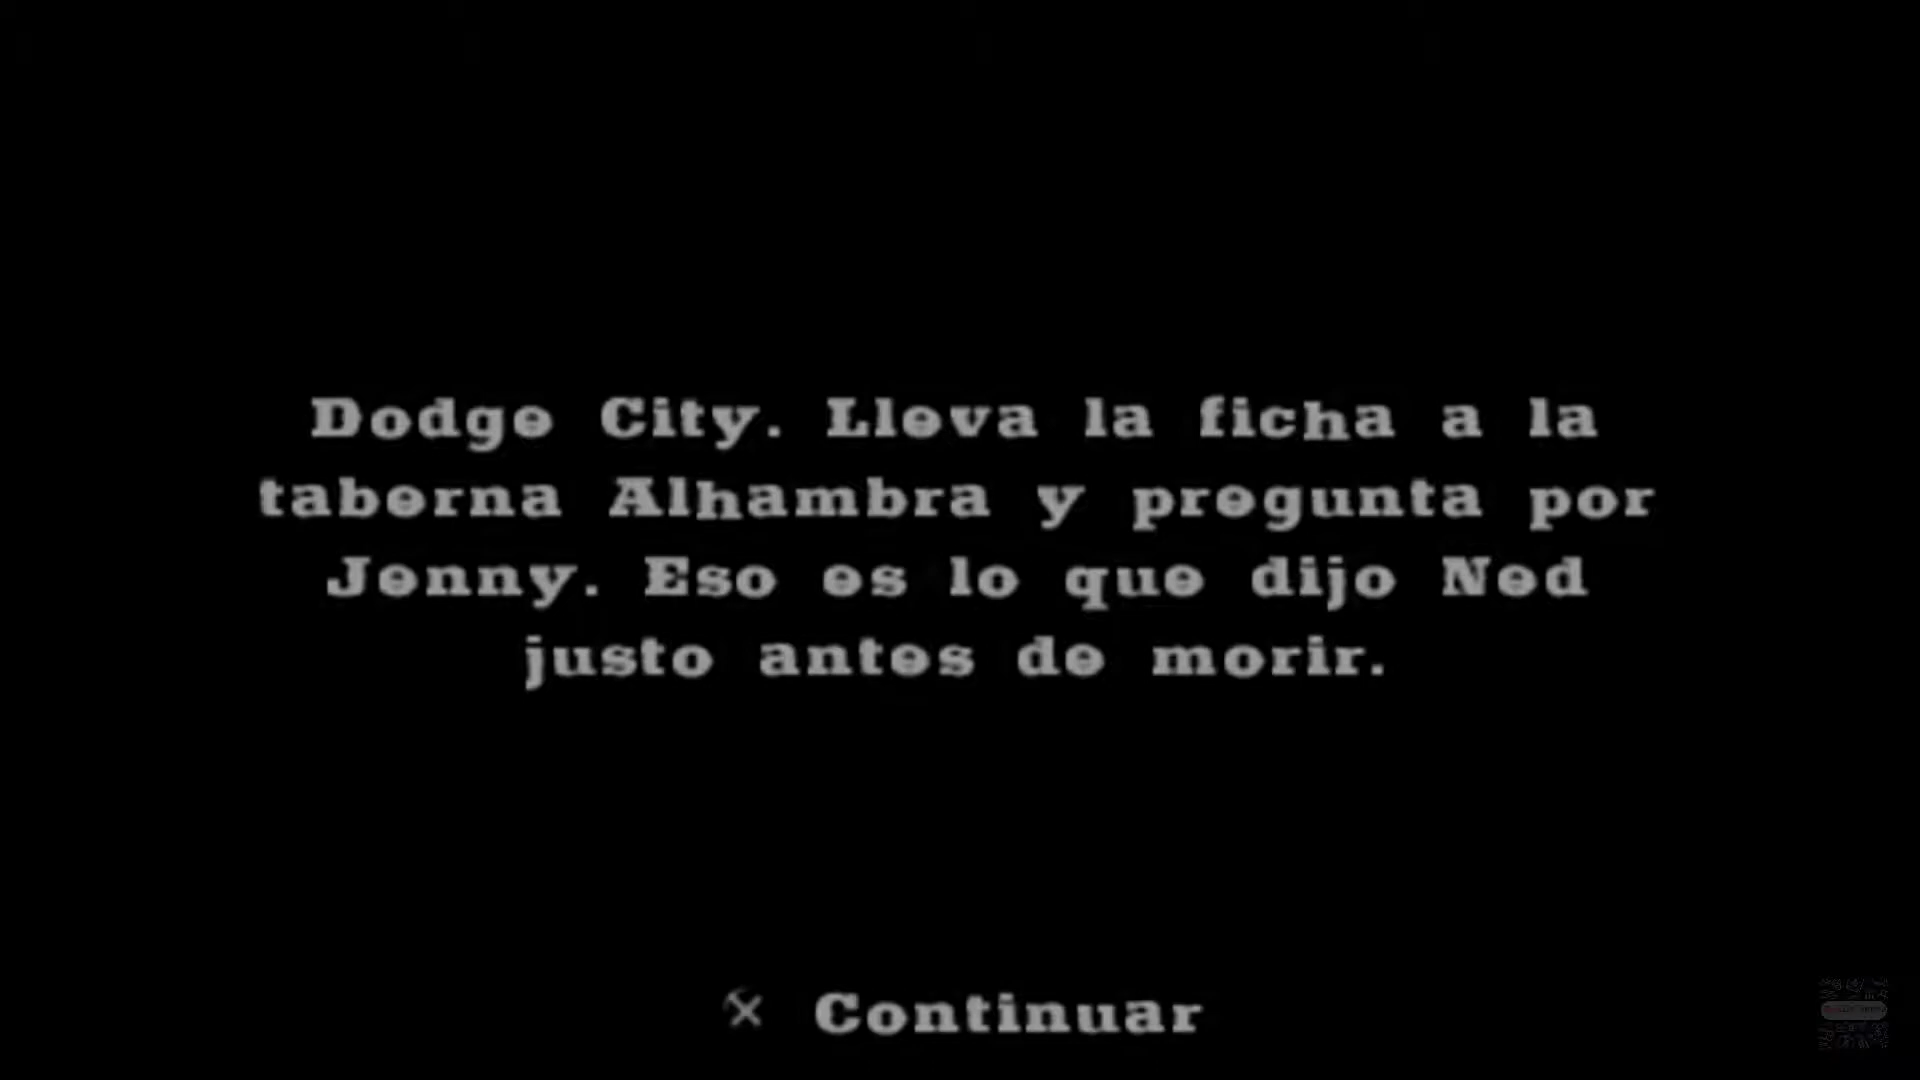 Dodge City. Lleva la ficha a la
taberna Alhambra y pregunta por
Jenny. Eso es lo que dijo Ned
justo antes de morir.
Continuar